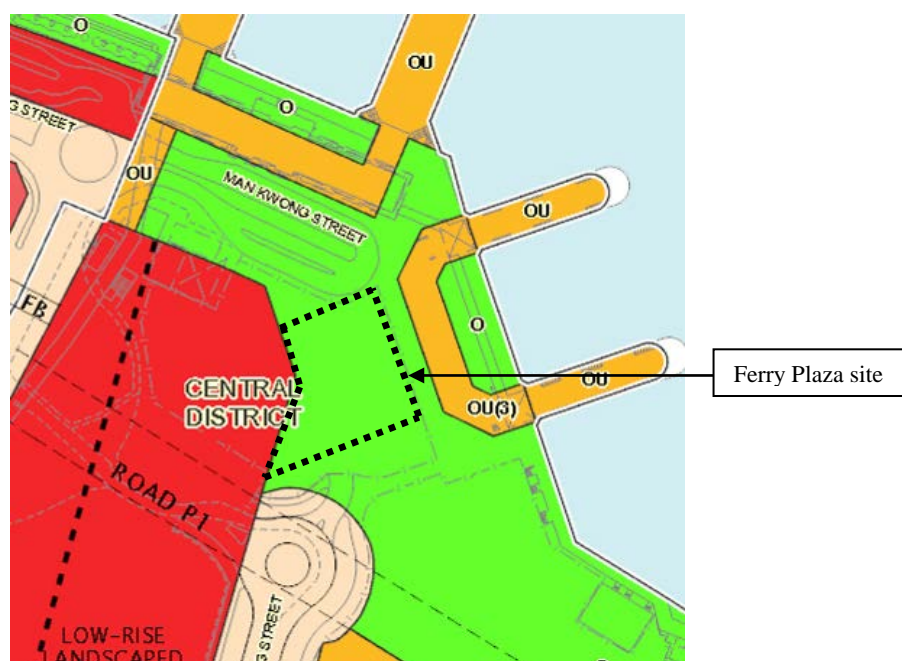 O
OU
O
G STREET
OU
MAN KWONG STREET
OU
FB
O
OU
Ferry Plaza site
CENTRAL
DISTRICT
OU(3)
ROAD P1
LOW-RISE
LANDSCAPED
G STREET